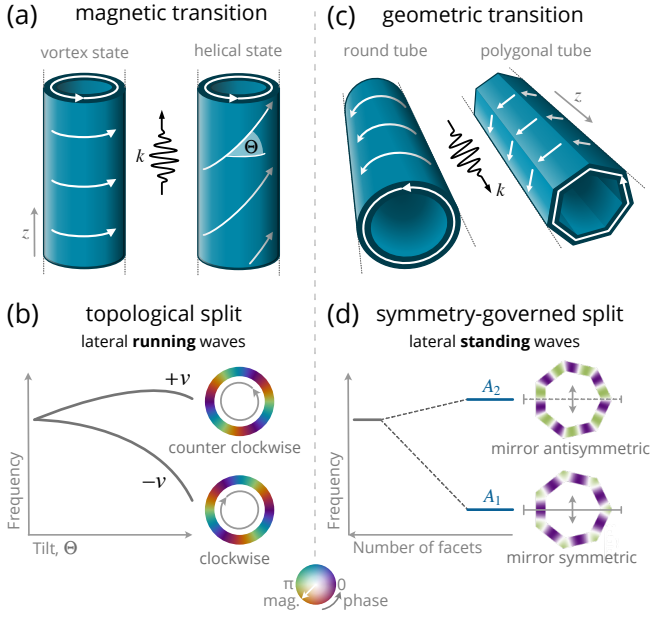 (a) magnetic transition
vortex state
helical state
k
Θ
z
(c) geometric transition
round tube
polygonal tube
z
k
(b) topological split
lateral running waves
Frequency
+ν
counter clockwise
−ν
clockwise
Tilt, Θ
(d) symmetry-governed split
lateral standing waves
Frequency
A2
mirror antisymmetric
A1
mirror symmetric
Number of facets
π
0
mag.
phase